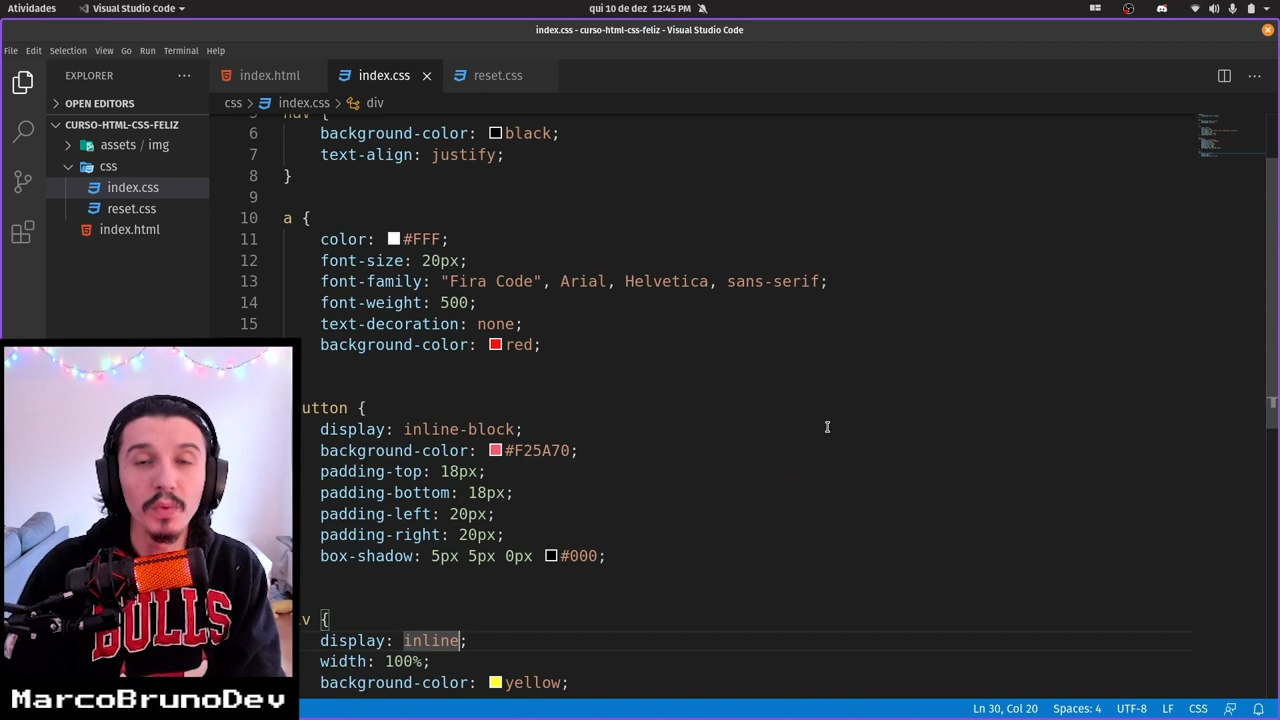 Atividades
Visual Studio Code
qui 10 de dez 12:45 PM
index.css - curso-html-css-feliz - Visual Studio Code
File Edit Selection View Go Run Terminal Help
EXPLORER
index.html
index.css
reset.css
OPEN EDITORS
css > index.css > div
CURSO-HTML-CSS-FELIZ
assets / img
css
index.css
reset.css
index.html
5 nav {
6 background-color: black;
7 text-align: justify;
8 }
9
10 a {
11 color: #FFF;
12 font-size: 20px;
13 font-family: "Fira Code", Arial, Helvetica, sans-serif;
14 font-weight: 500;
15 text-decoration: none;
background-color: red;
utton {
display: inline-block;
background-color: #F25A70;
padding-top: 18px;
padding-bottom: 18px;
padding-left: 20px;
padding-right: 20px;
box-shadow: 5px 5px 0px #000;
iv {
display: inline;
width: 100%;
background-color: yellow;
BULLS
MarcoBrunoDev
Ln 30, Col 20 Spaces: 4 UTF-8 LF CSS